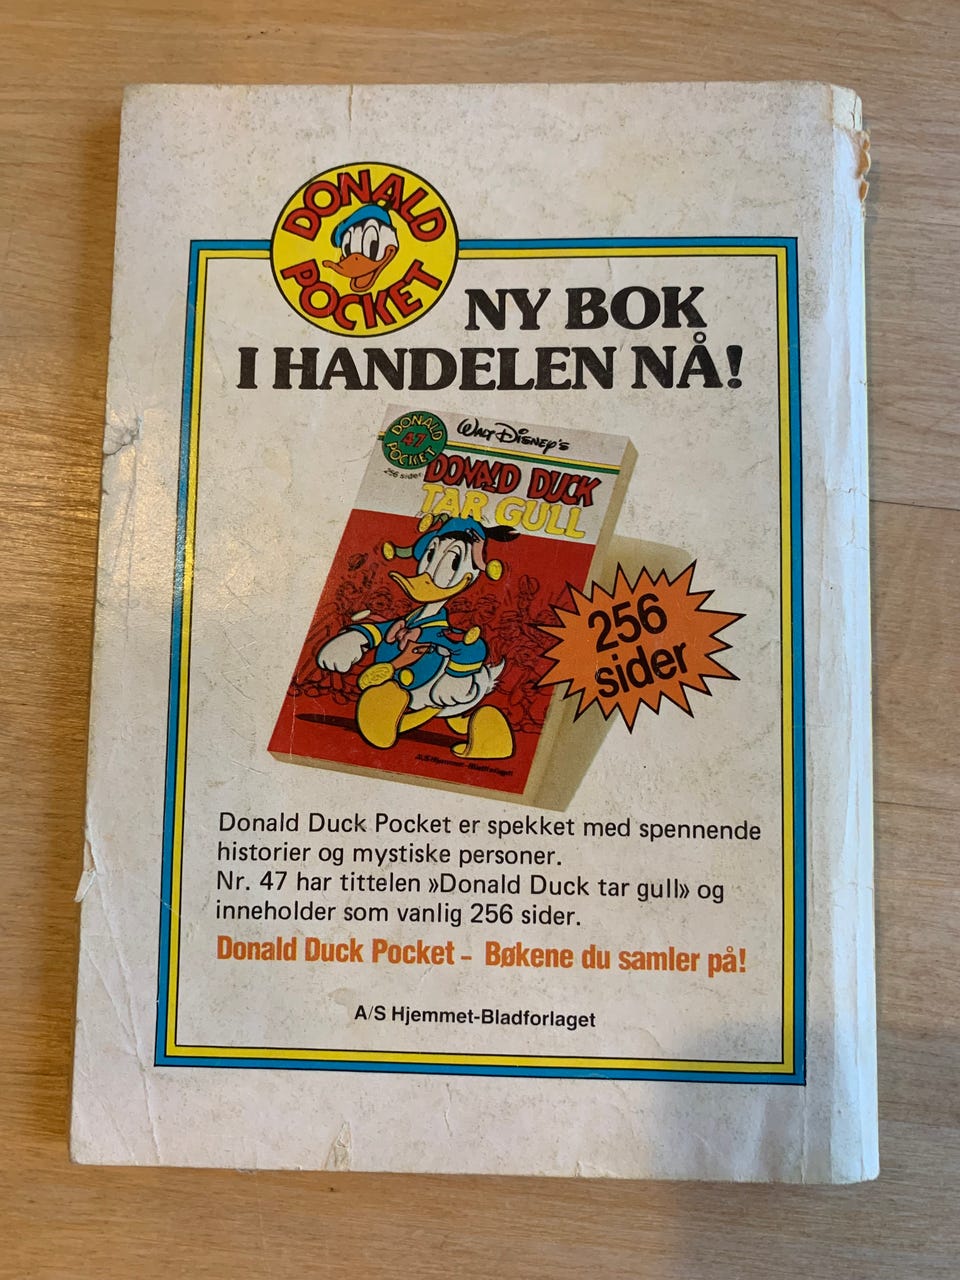 DONALD
POCKET
NY BOK
I HANDELEN NÅ!
DONALD
47
POCKET
256 sider
WALT DISNEY'S
DONALD DUCK
TAR GULL
256
sider
A/S Hjemmet-Bladforlaget
Donald Duck Pocket er spekket med spennende
historier og mystiske personer.
Nr. 47 har tittelen »Donald Duck tar gull» og
inneholder som vanlig 256 sider.
Donald Duck Pocket – Bøkene du samler på!
A/S Hjemmet-Bladforlaget